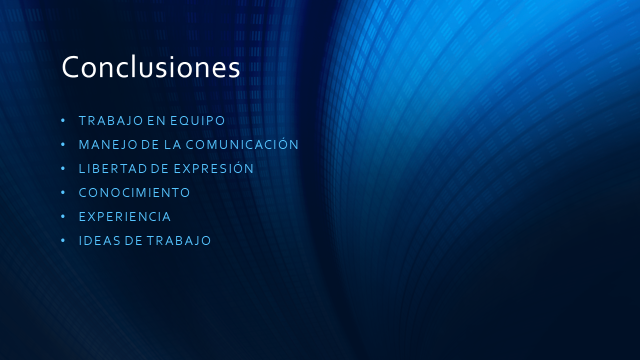 Conclusiones
• TRABAJO EN EQUIPO
• MANEJO DE LA COMUNICACIÓN
• LIBERTAD DE EXPRESIÓN
• CONOCIMIENTO
• EXPERIENCIA
• IDEAS DE TRABAJO